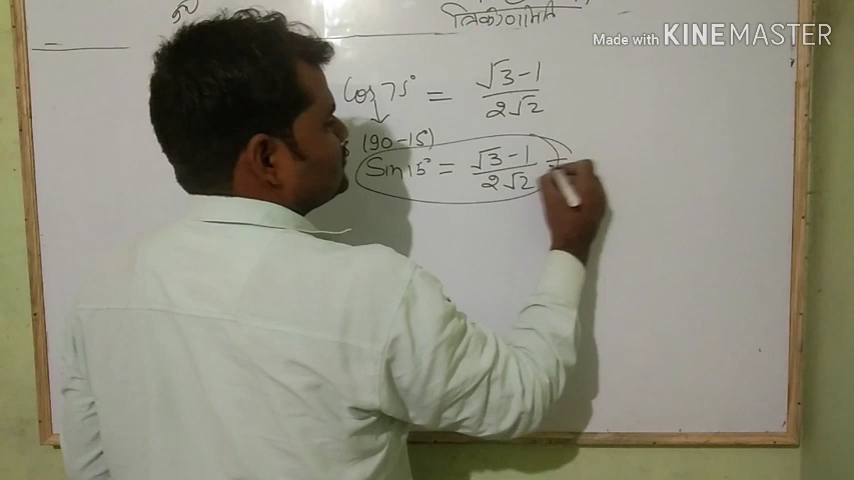 त्रिकोणमिति
Made with KINEMASTER
Cos 75° = √3-1 / 2√2
(90-15)
Sin 15° = √3-1 / 2√2 =